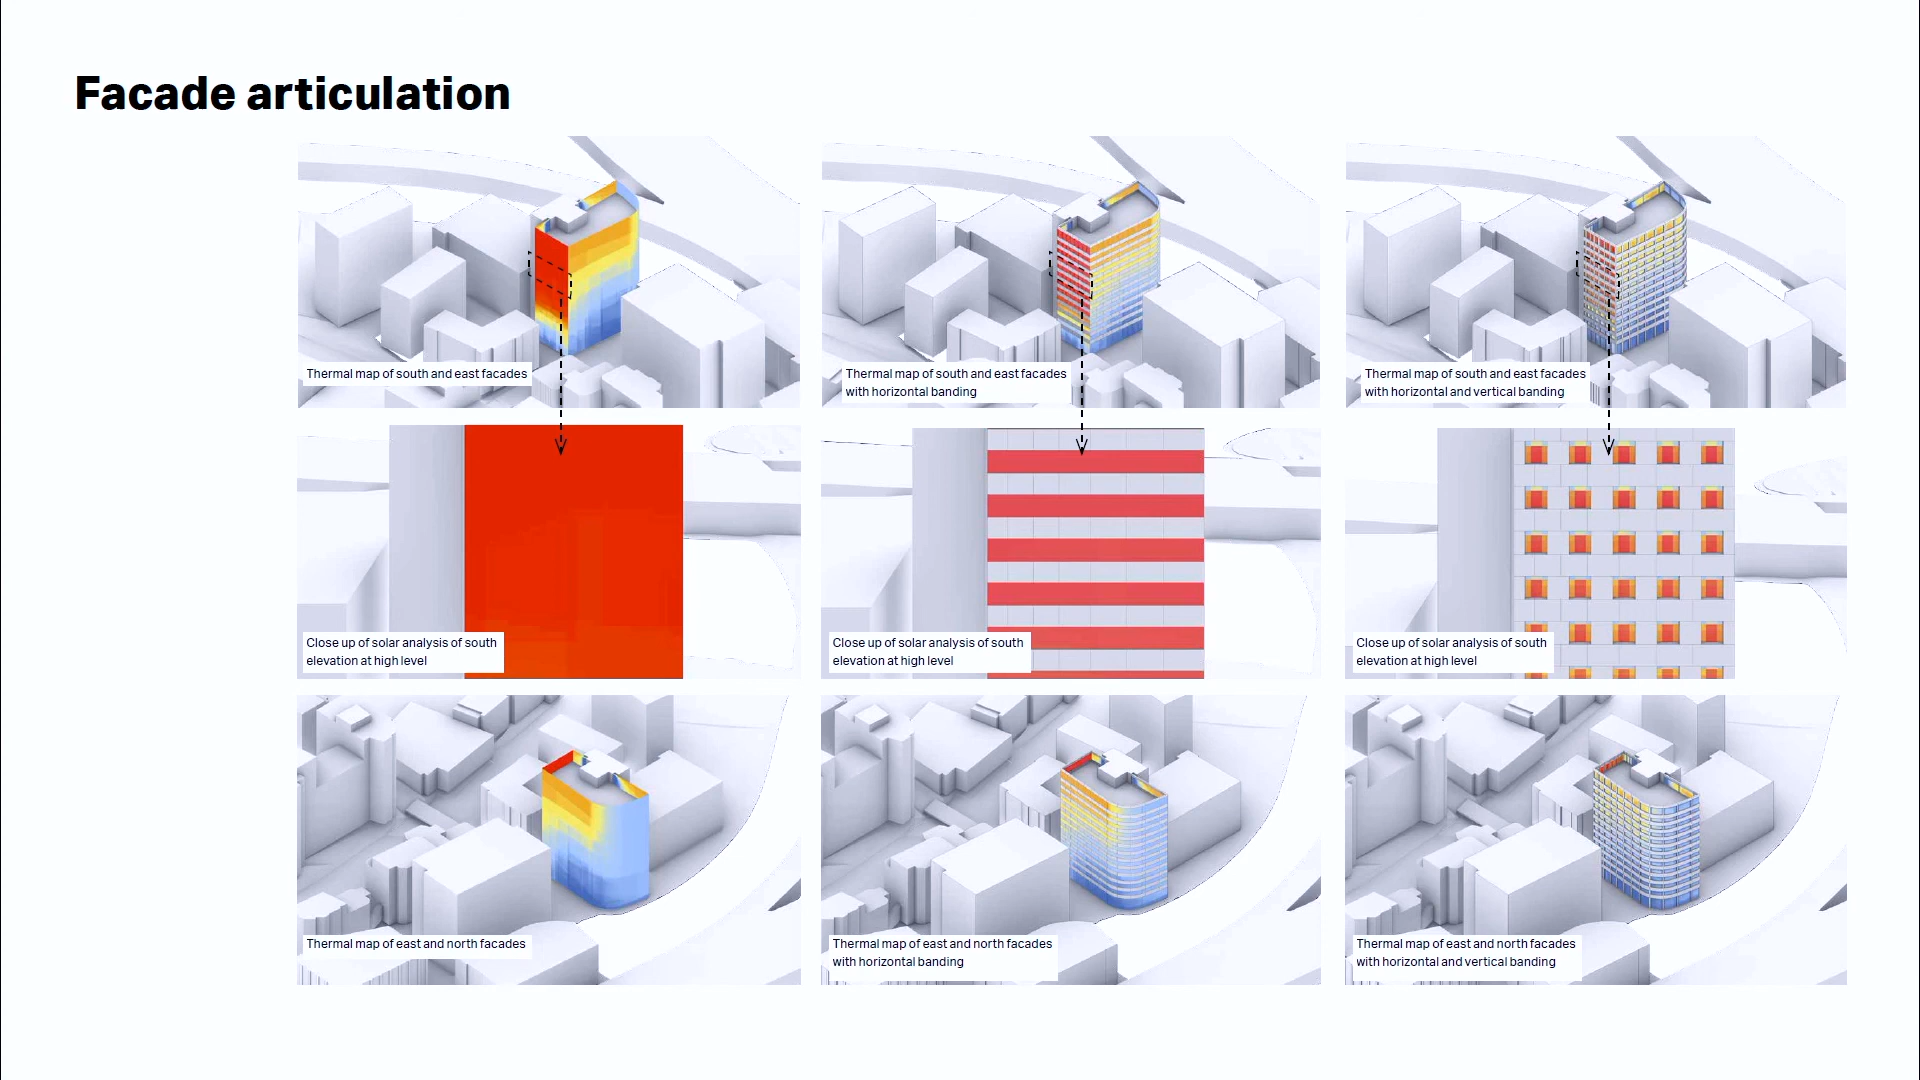 Facade articulation
Thermal map of south and east facades
Thermal map of south and east facades
with horizontal banding
Thermal map of south and east facades
with horizontal and vertical banding
Close up of solar analysis of south
elevation at high level
Close up of solar analysis of south
elevation at high level
Close up of solar analysis of south
elevation at high level
Thermal map of east and north facades
Thermal map of east and north facades
with horizontal banding
Thermal map of east and north facades
with horizontal and vertical banding